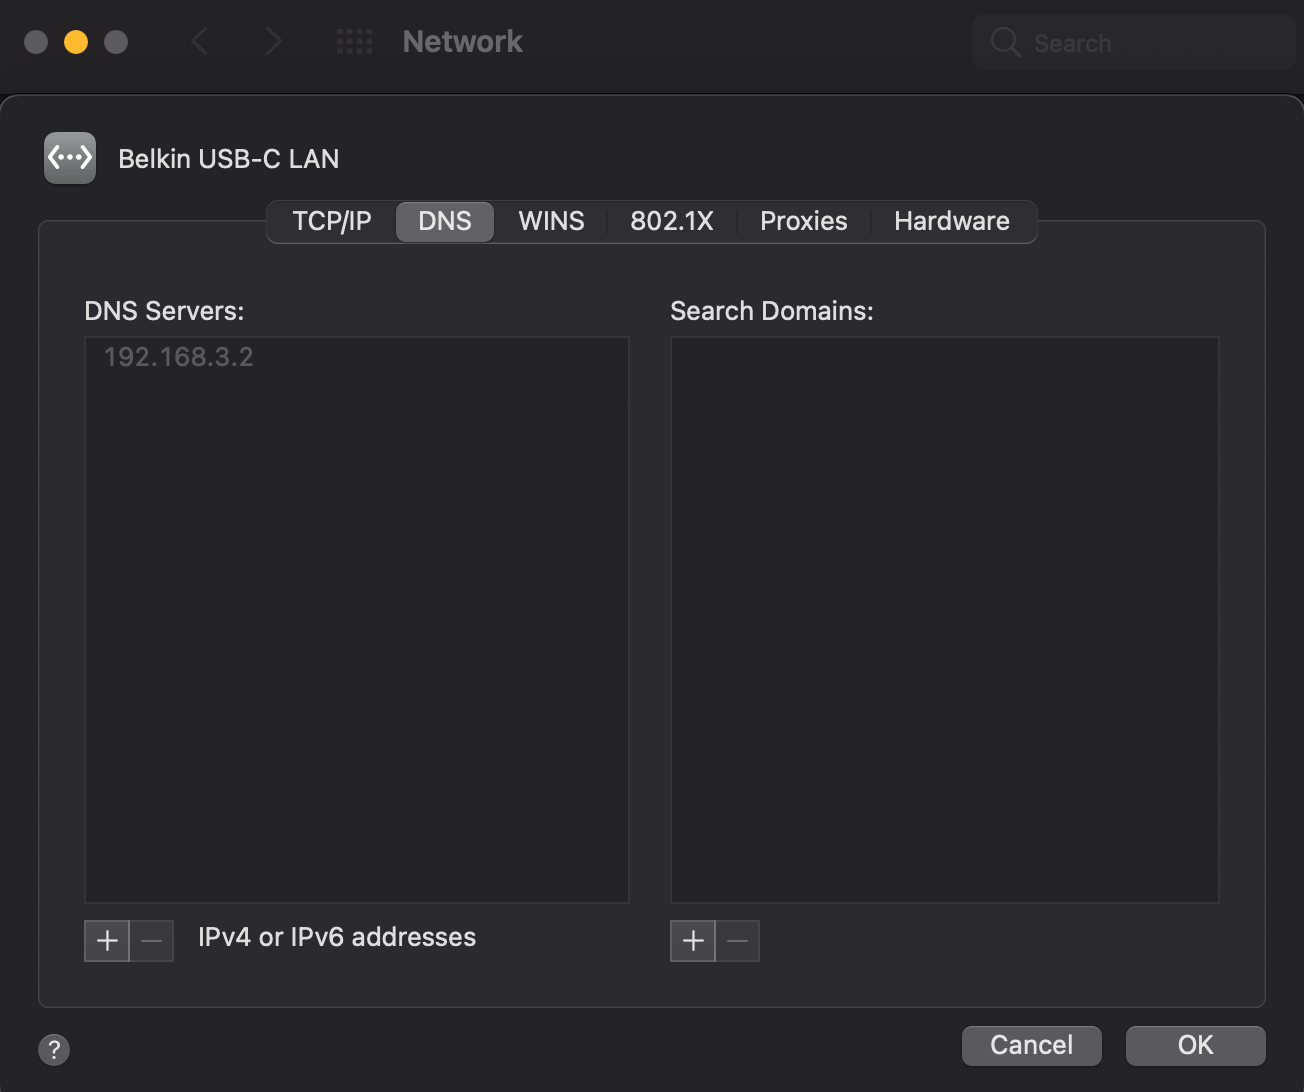 Network
Search
Belkin USB-C LAN
TCP/IP DNS WINS 802.1X Proxies Hardware
DNS Servers:
Search Domains:
192.168.3.2
IPv4 or IPv6 addresses
? Cancel OK